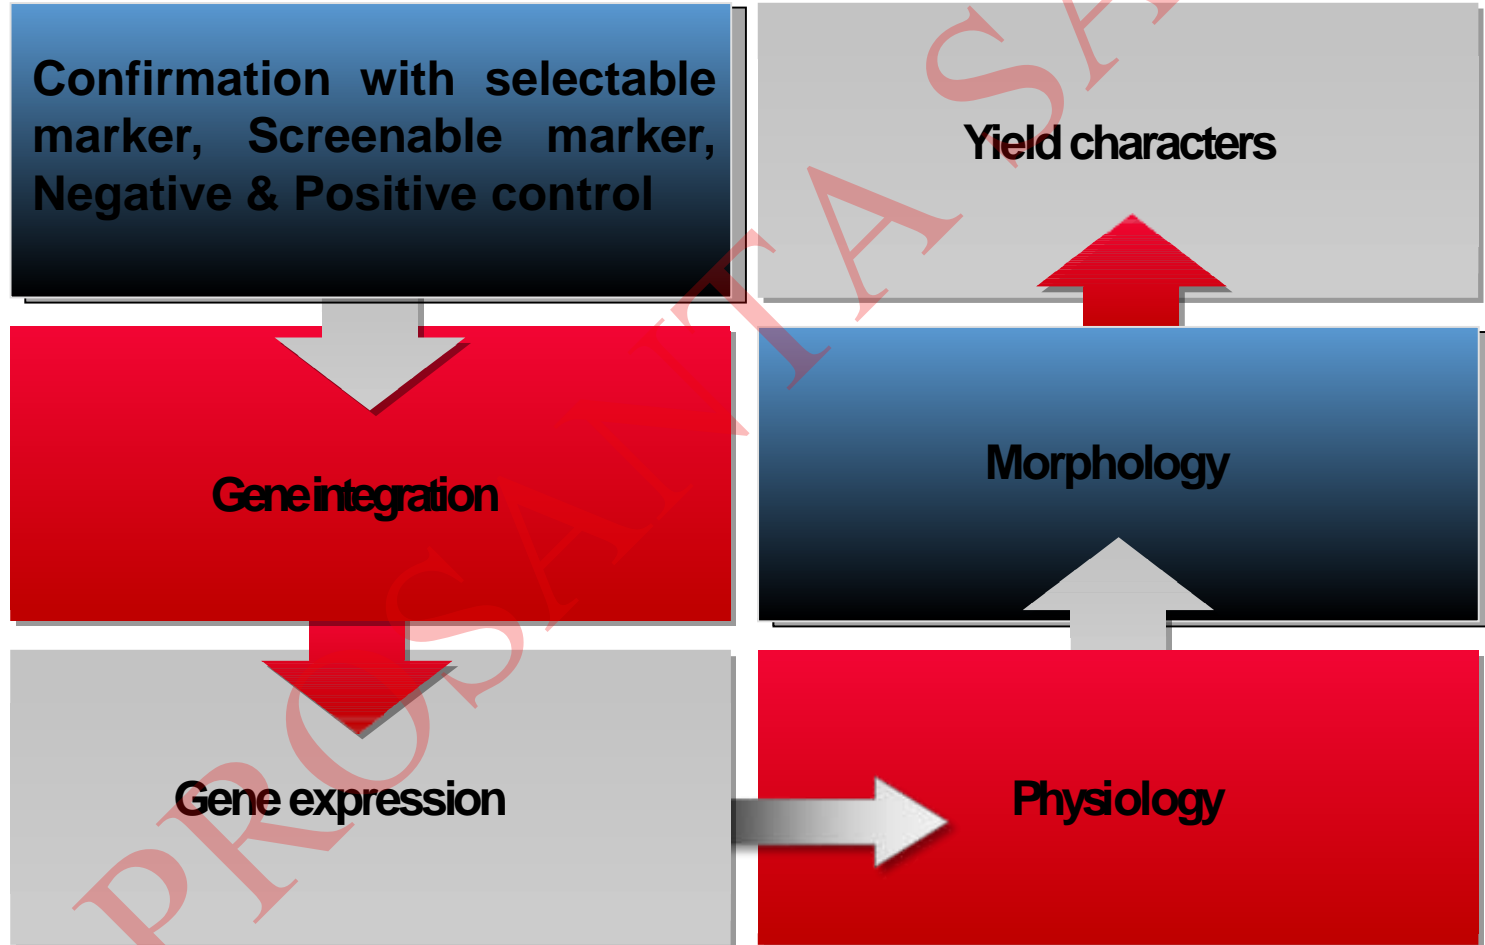 Confirmation with selectable
marker, Screenable marker,
Negative & Positive control
Gene integration
Gene expression
Physiology
Morphology
Yield characters
PROSANTA SA